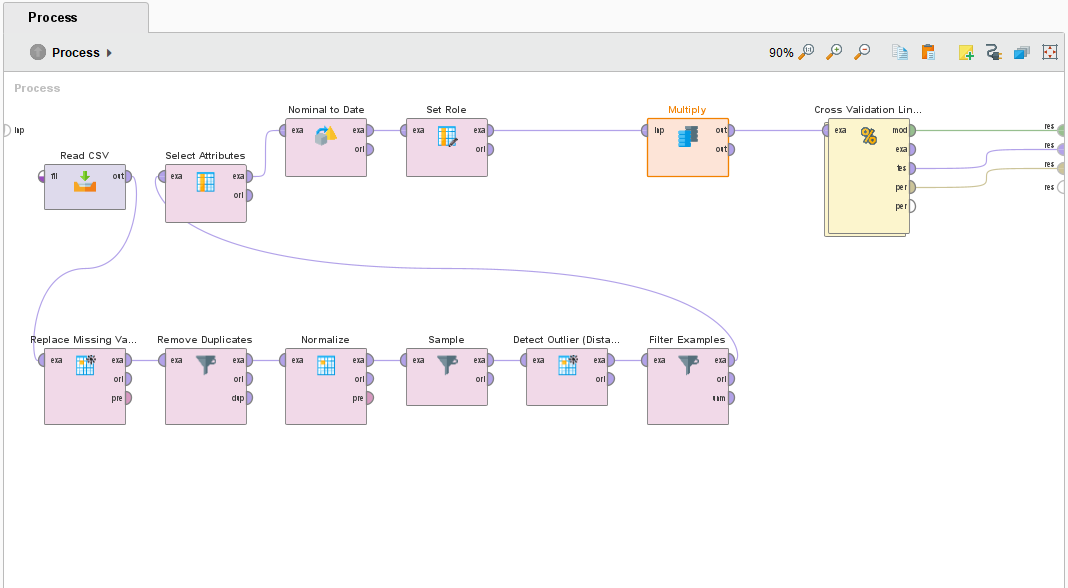 Process
Process
90%
Process
Inp
Read CSV
fil out
Select Attributes
exa exa
ori
Nominal to Date
exa exa
ori
Set Role
exa exa
ori
Multiply
inp out
out
Cross Validation Lin...
exa mod
exa
tes
per
per
res
res
res
res
Replace Missing Va...
exa exa
ori
pre
Remove Duplicates
exa exa
ori
dup
Normalize
exa exa
ori
pre
Sample
exa exa
ori
Detect Outlier (Dista...
exa exa
ori
Filter Examples
exa exa
ori
unm